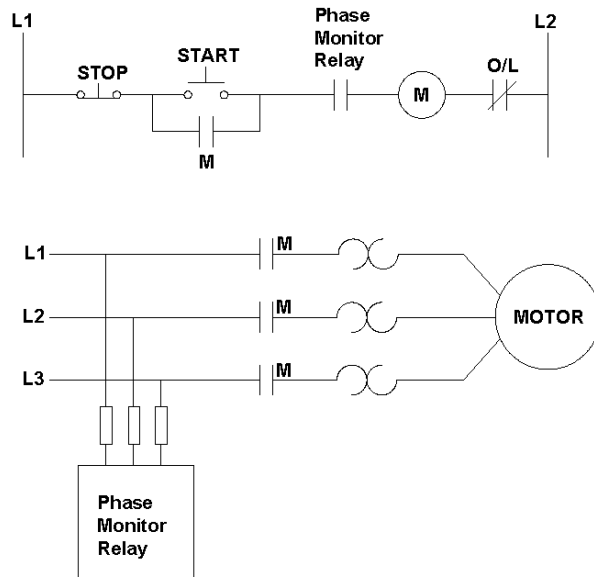 L1
Phase
Monitor
Relay
L2
STOP
START
O/L
M
M
L1
M
L2
M
MOTOR
L3
M
Phase
Monitor
Relay